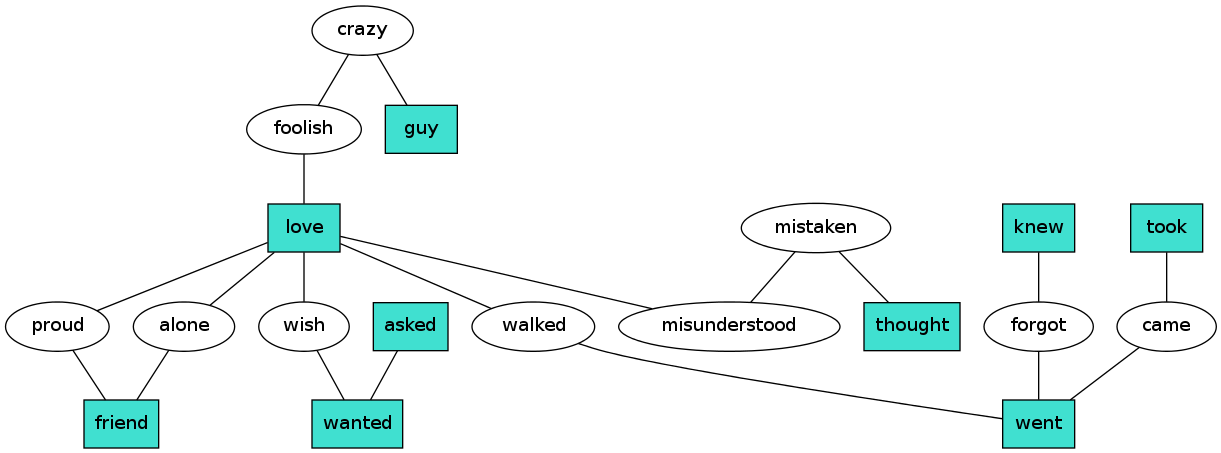 crazy
foolish
guy
love
mistaken
knew
took
proud
alone
wish
asked
walked
misunderstood
thought
forgot
came
friend
wanted
went